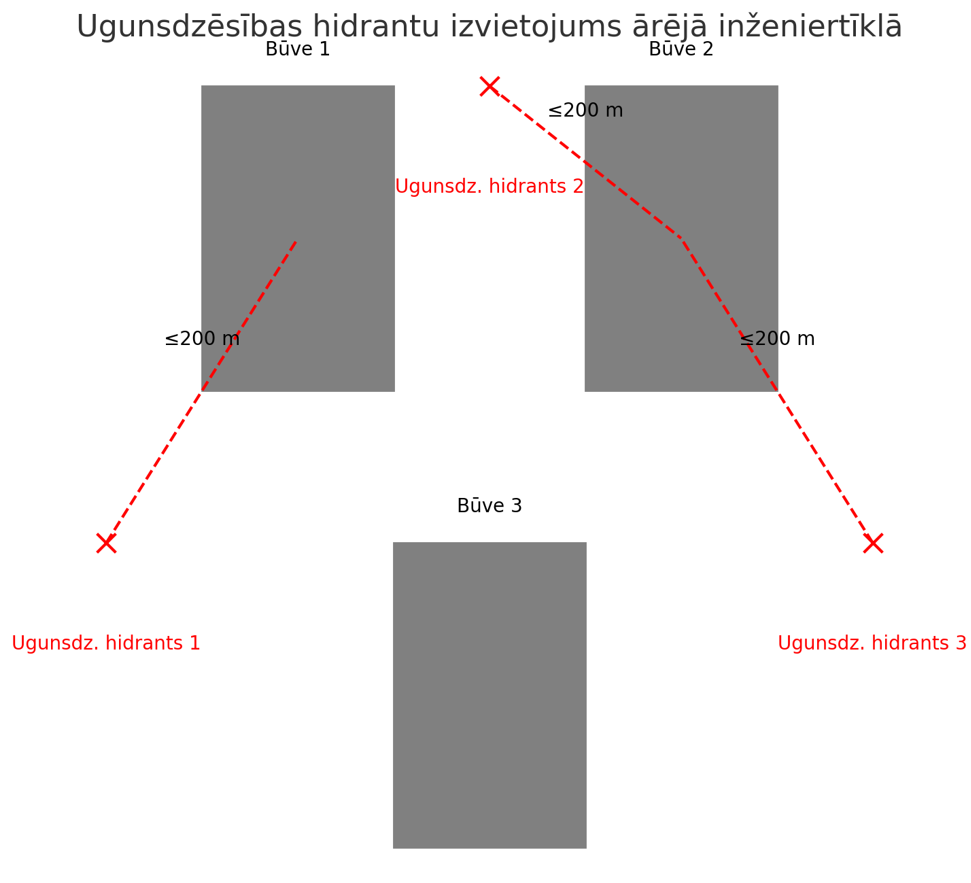 Ugunsdzēsības hidrantu izvietojums ārējā inženiertīklā
Būve 1
Būve 2
≤200 m
Ugunsdz. hidrants 2
≤200 m
≤200 m
Būve 3
Ugunsdz. hidrants 1
Ugunsdz. hidrants 3